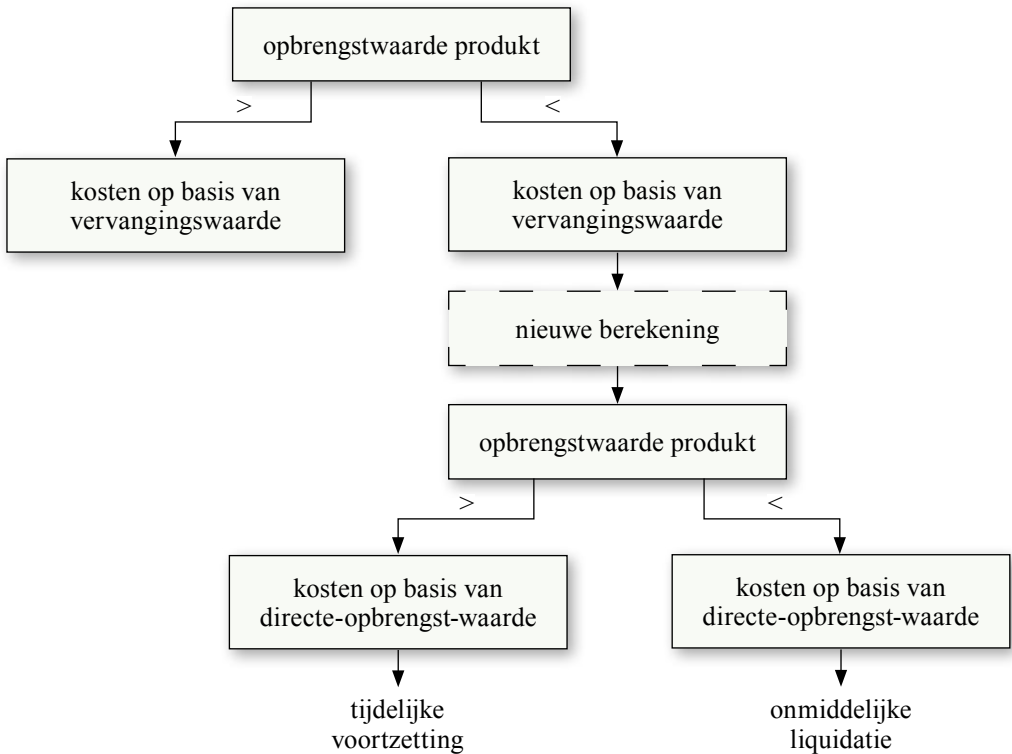 opbrengstwaarde produkt
>
<
kosten op basis van
vervangingswaarde
kosten op basis van
vervangingswaarde
nieuwe berekening
opbrengstwaarde produkt
>
<
kosten op basis van
directe-opbrengst-waarde
kosten op basis van
directe-opbrengst-waarde
tijdelijke
voortzetting
onmiddelijke
liquidatie